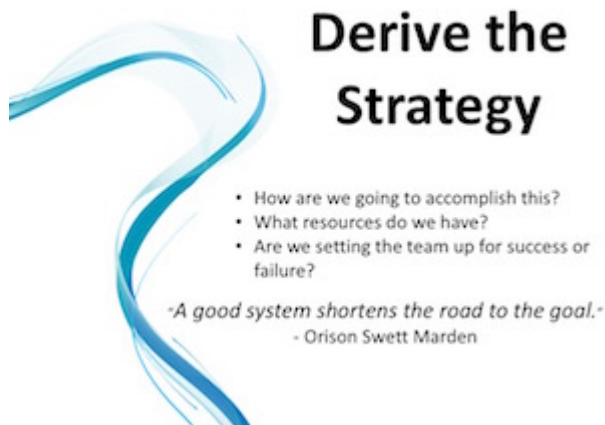 Derive the
Strategy
• How are we going to accomplish this?
• What resources do we have?
• Are we setting the team up for success or
failure?
"A good system shortens the road to the goal."
- Orison Swett Marden